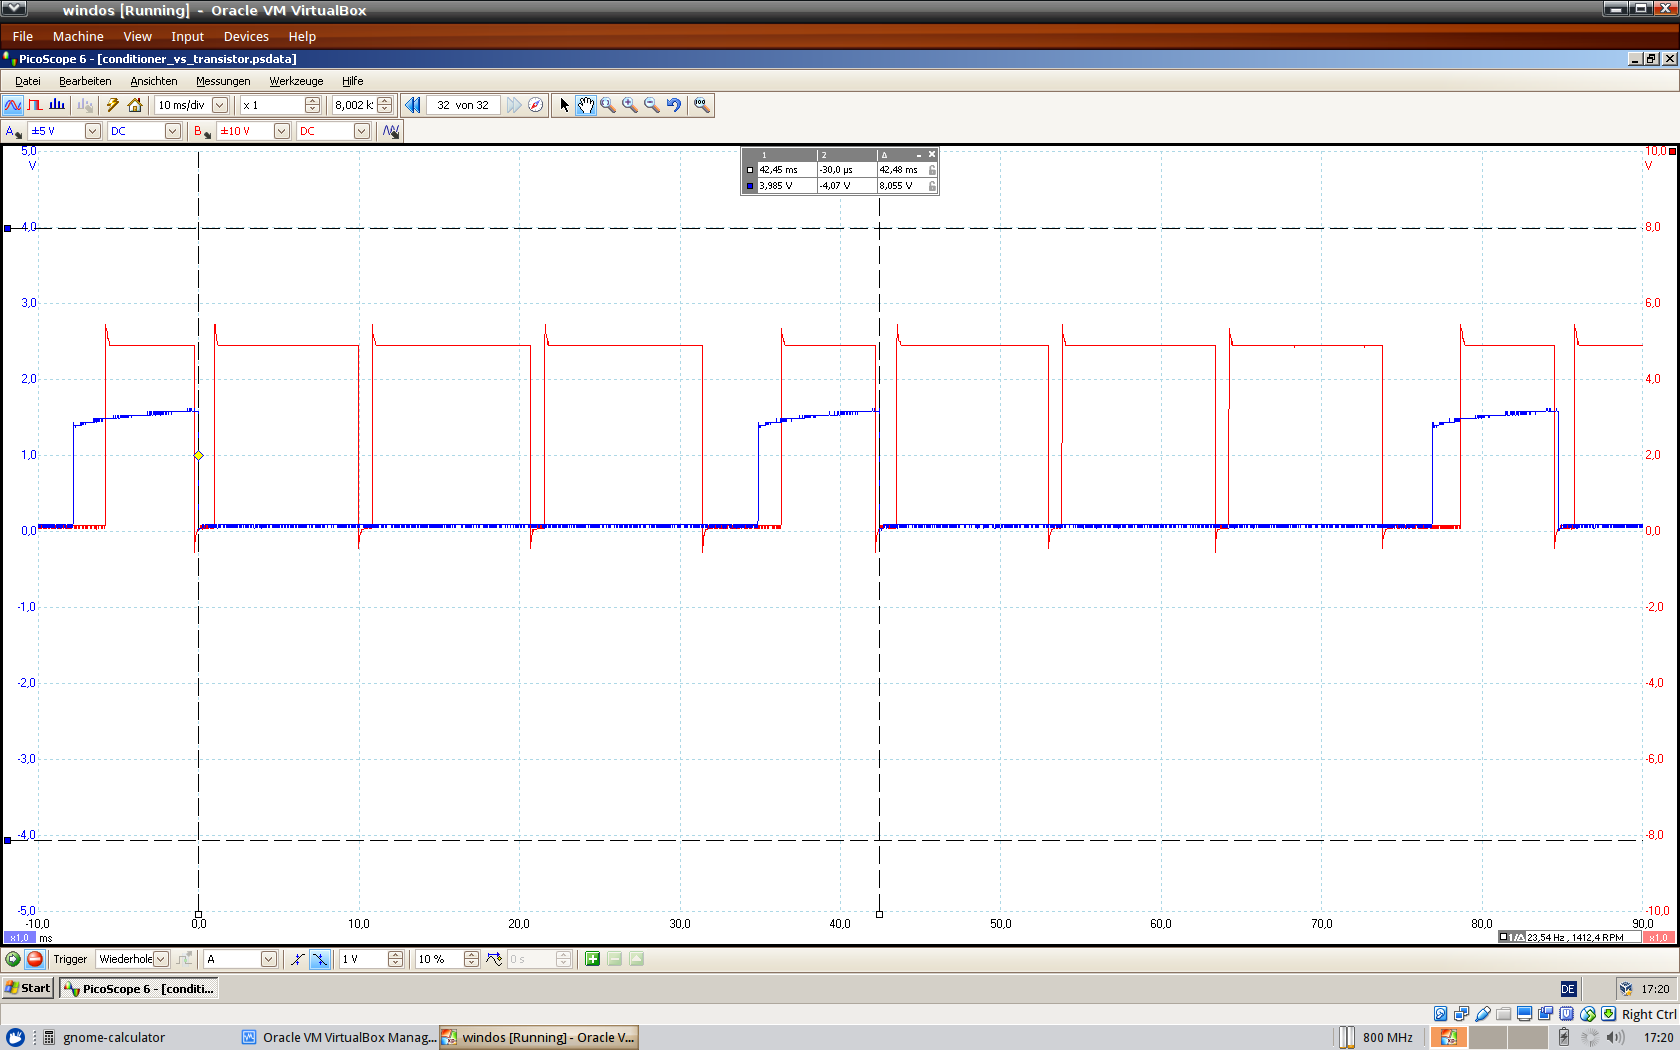 windos [Running] - Oracle VM VirtualBox
File Machine View Input Devices Help
PicoScope 6 - [conditioner_vs_transistor.psdata]
Datei Bearbeiten Ansichten Messungen Werkzeuge Hilfe
10 ms/div x 1 8,002 k 32 von 32
A ±5 V DC B ±10 V DC
5,0 10,0
V V
1 2 Δ
42,45 ms -30,0 µs 42,48 ms
3,985 V -4,07 V 8,055 V
4,0 8,0
3,0 6,0
2,0 4,0
1,0 2,0
0,0 0,0
-1,0 -2,0
-2,0 -4,0
-3,0 -6,0
-4,0 -8,0
-5,0 -10,0
-10,0 0,0 10,0 20,0 30,0 40,0 50,0 60,0 70,0 80,0 90,0
x1,0 ms 1/Δ 23,54 Hz , 1412,4 RPM x1,0
Trigger Wiederhole A 1 V 10 % 0 s
Start PicoScope 6 - [conditi... DE 17:20
Right Ctrl
gnome-calculator Oracle VM VirtualBox Manag... windos [Running] - Oracle V... 800 MHz 17:20